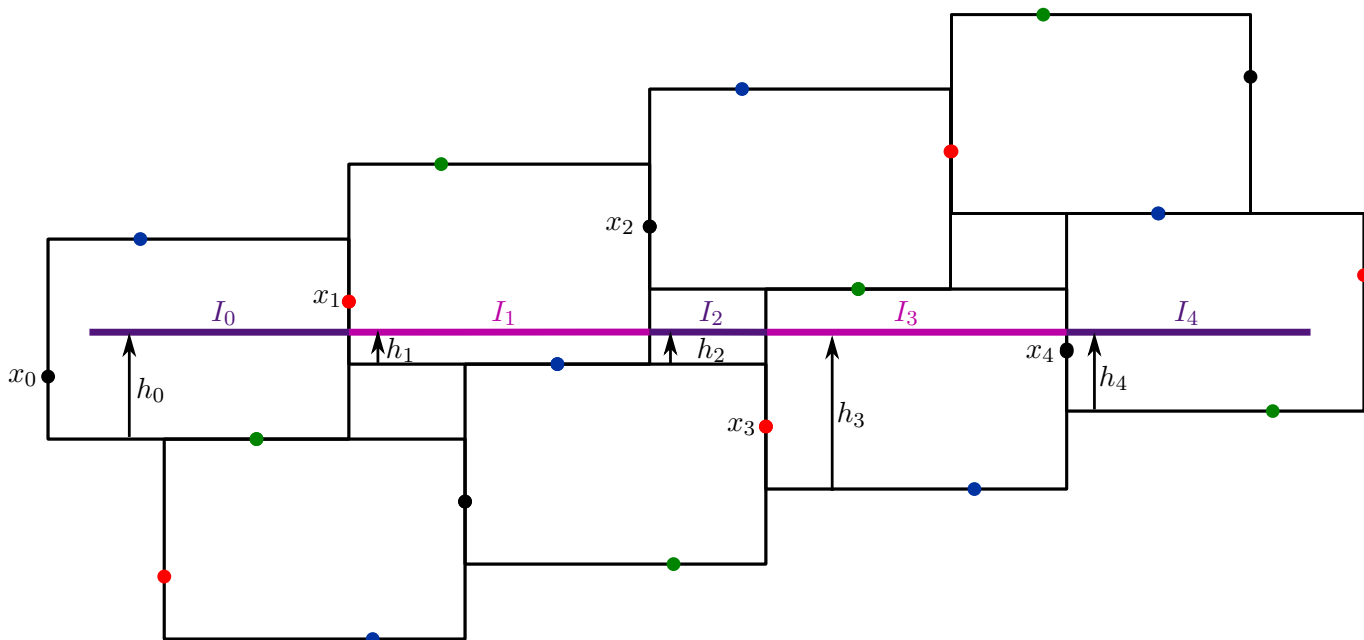 x₂
x₁
I₀
I₁
I₂
I₃
I₄
h₁
h₂
x₄
x₀
h₀
h₄
h₃
x₃